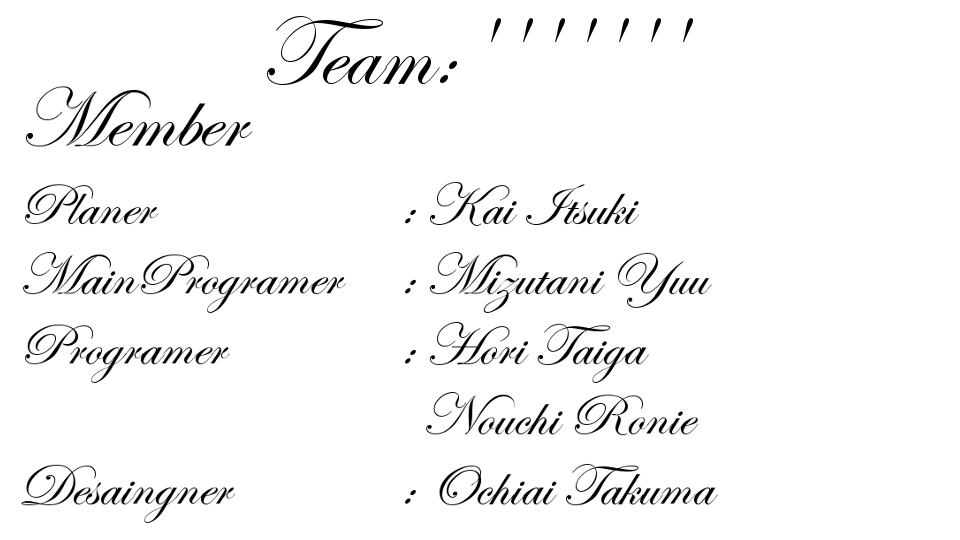 Team: '''''''
Member
Planer : Kai Itsuki
MainProgramer : Mizutani Yuu
Programer : Hori Taiga
Nouchi Ronie
Desaingner : Ochiai Takuma